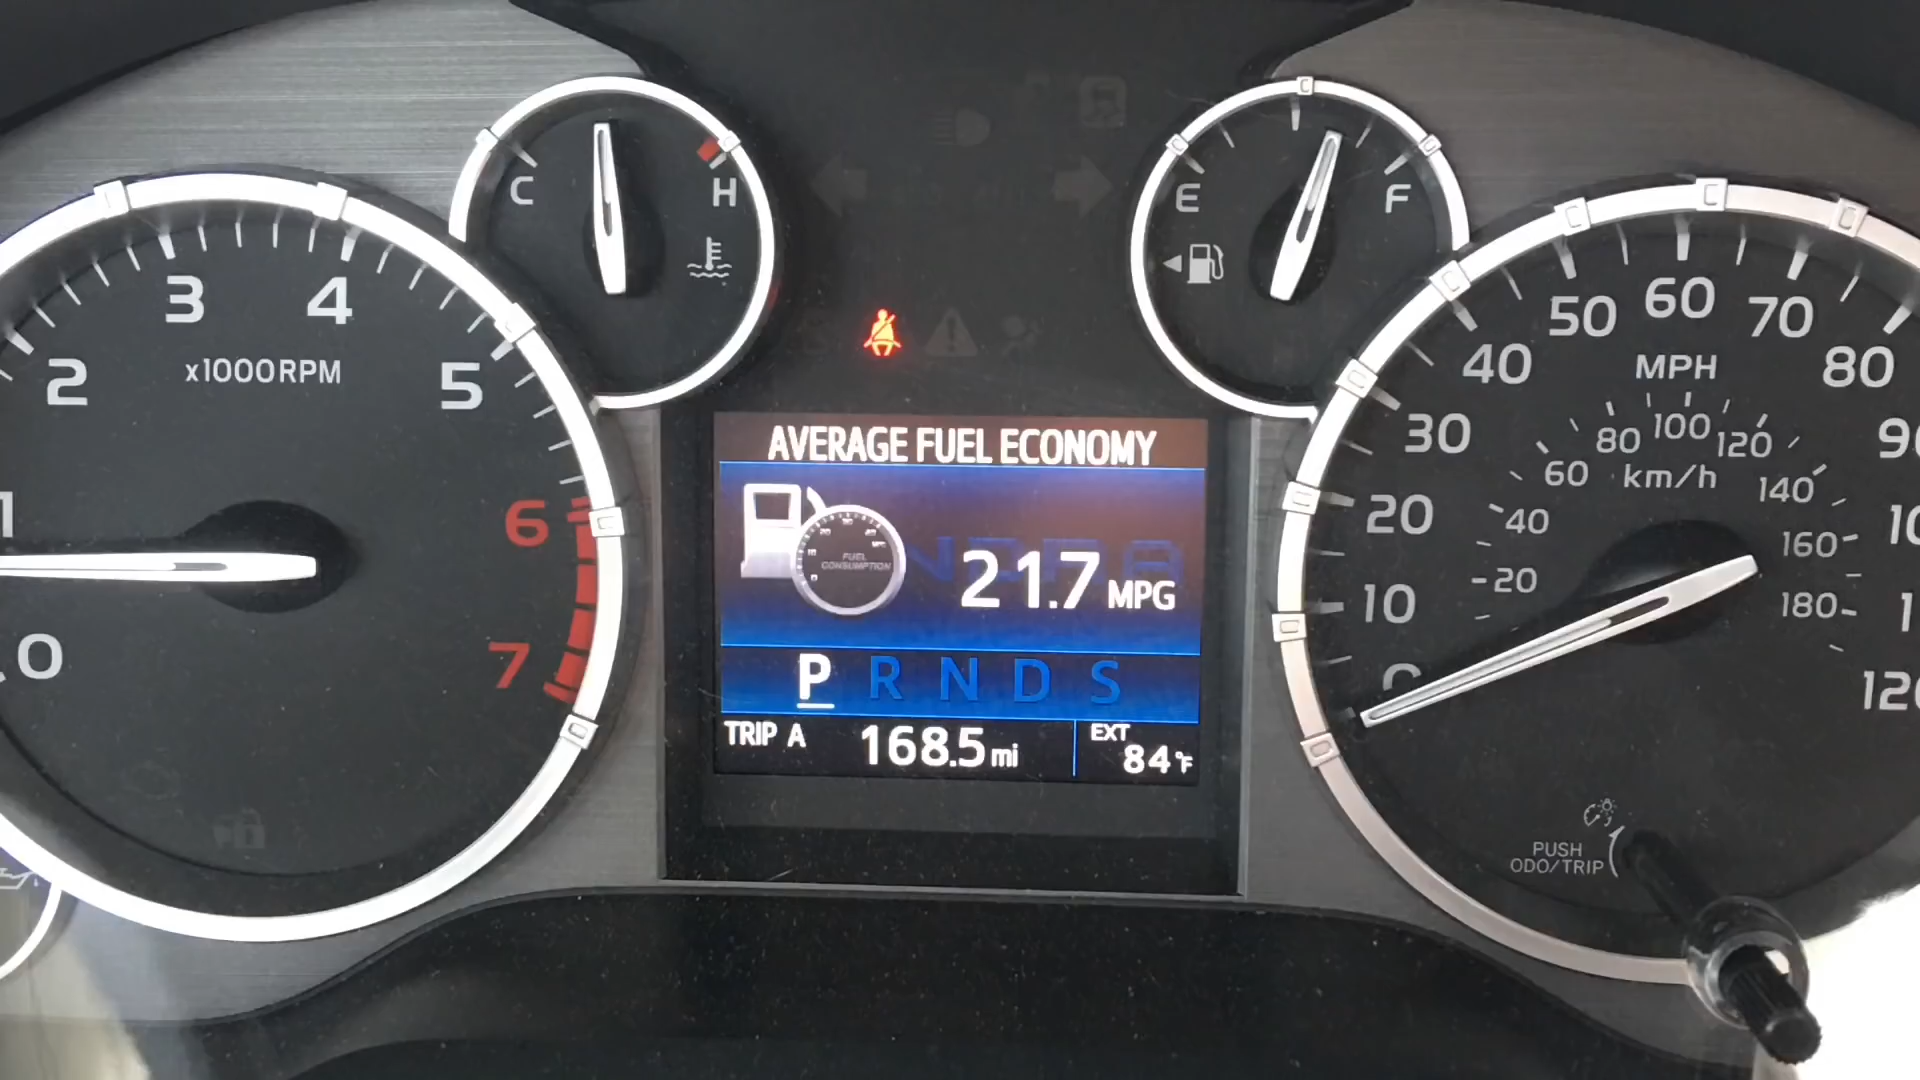 C
H
E
F
0
1
2
3
4
5
6
7
x1000RPM
AVERAGE FUEL ECONOMY
FUEL
CONSUMPTION
21.7 MPG
P R N D S
TRIP A 168.5 mi
EXT
84°F
10
20
30
40
50
60
70
80
120
MPH
20
40
60
80
100
120
140
160
180
km/h
PUSH
ODO/TRIP